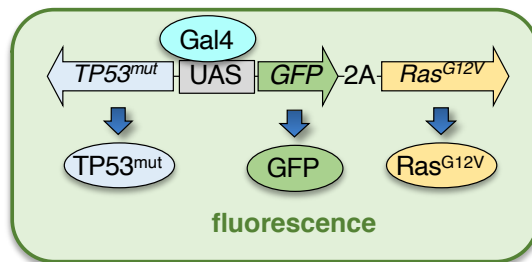 Gal4
TP53ᵐᵘᵗ UAS GFP 2A Rasᴳ¹²ⱽ
TP53ᵐᵘᵗ GFP Rasᴳ¹²ⱽ
fluorescence